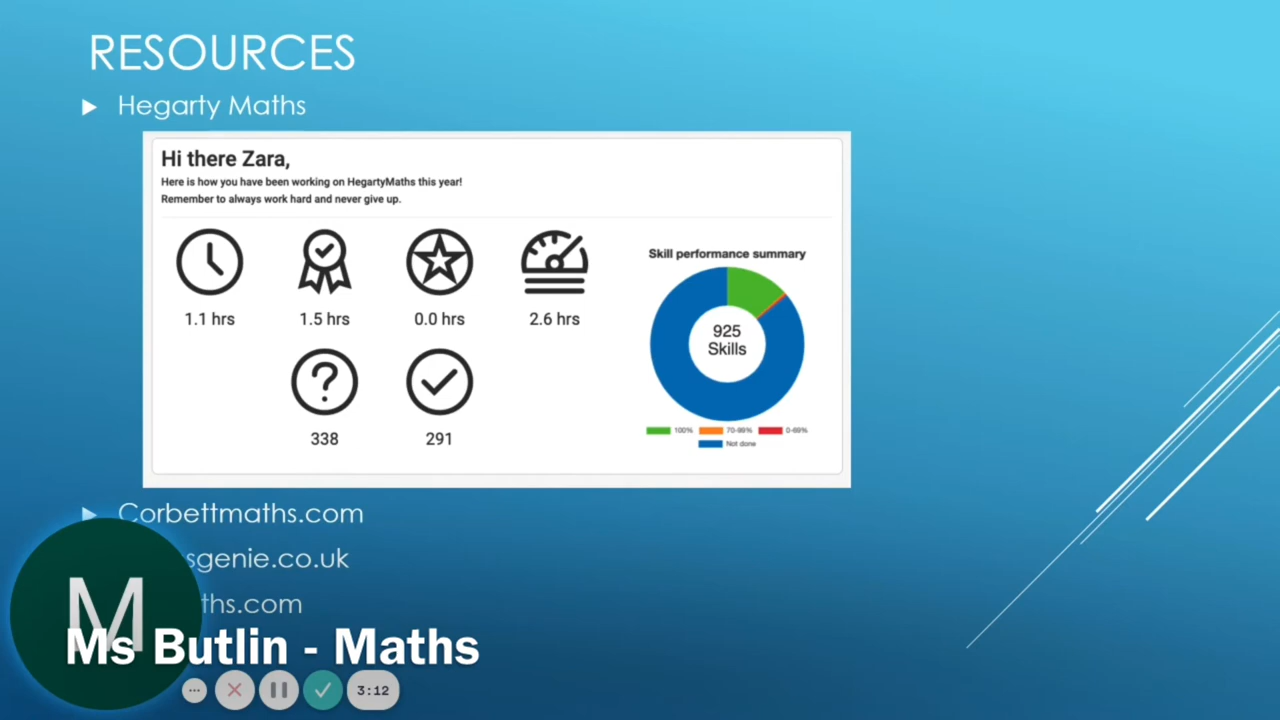 RESOURCES
Hegarty Maths
Hi there Zara,
Here is how you have been working on HegartyMaths this year!
Remember to always work hard and never give up.
1.1 hrs
1.5 hrs
0.0 hrs
2.6 hrs
338
291
Skill performance summary
925
Skills
100%
70-99%
0-69%
Not done
Corbettmaths.com
sgenie.co.uk
ths.com
M
Ms Butlin - Maths
3:12